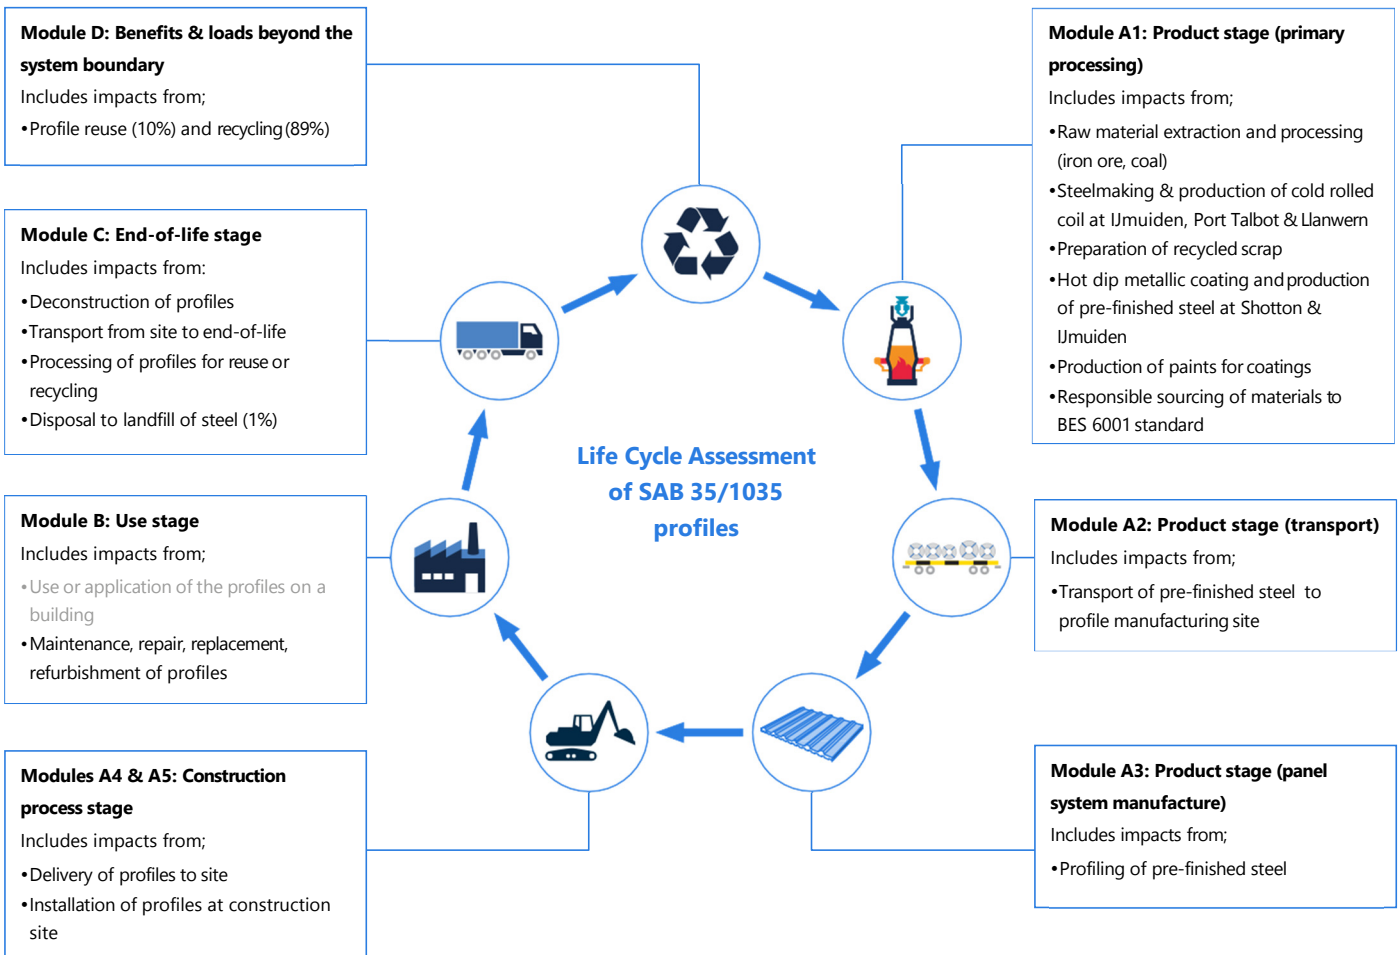 Module D: Benefits & loads beyond the
system boundary
Includes impacts from;
•Profile reuse (10%) and recycling (89%)
Module C: End-of-life stage
Includes impacts from:
•Deconstruction of profiles
•Transport from site to end-of-life
•Processing of profiles for reuse or
recycling
•Disposal to landfill of steel (1%)
Module B: Use stage
Includes impacts from;
•Use or application of the profiles on a
building
•Maintenance, repair, replacement,
refurbishment of profiles
Modules A4 & A5: Construction
process stage
Includes impacts from;
•Delivery of profiles to site
•Installation of profiles at construction
site
Life Cycle Assessment
of SAB 35/1035
profiles
Module A1: Product stage (primary
processing)
Includes impacts from;
•Raw material extraction and processing
(iron ore, coal)
•Steelmaking & production of cold rolled
coil at IJmuiden, Port Talbot & Llanwern
•Preparation of recycled scrap
•Hot dip metallic coating and production
of pre-finished steel at Shotton &
IJmuiden
•Production of paints for coatings
•Responsible sourcing of materials to
BES 6001 standard
Module A2: Product stage (transport)
Includes impacts from;
•Transport of pre-finished steel to
profile manufacturing site
Module A3: Product stage (panel
system manufacture)
Includes impacts from;
•Profiling of pre-finished steel